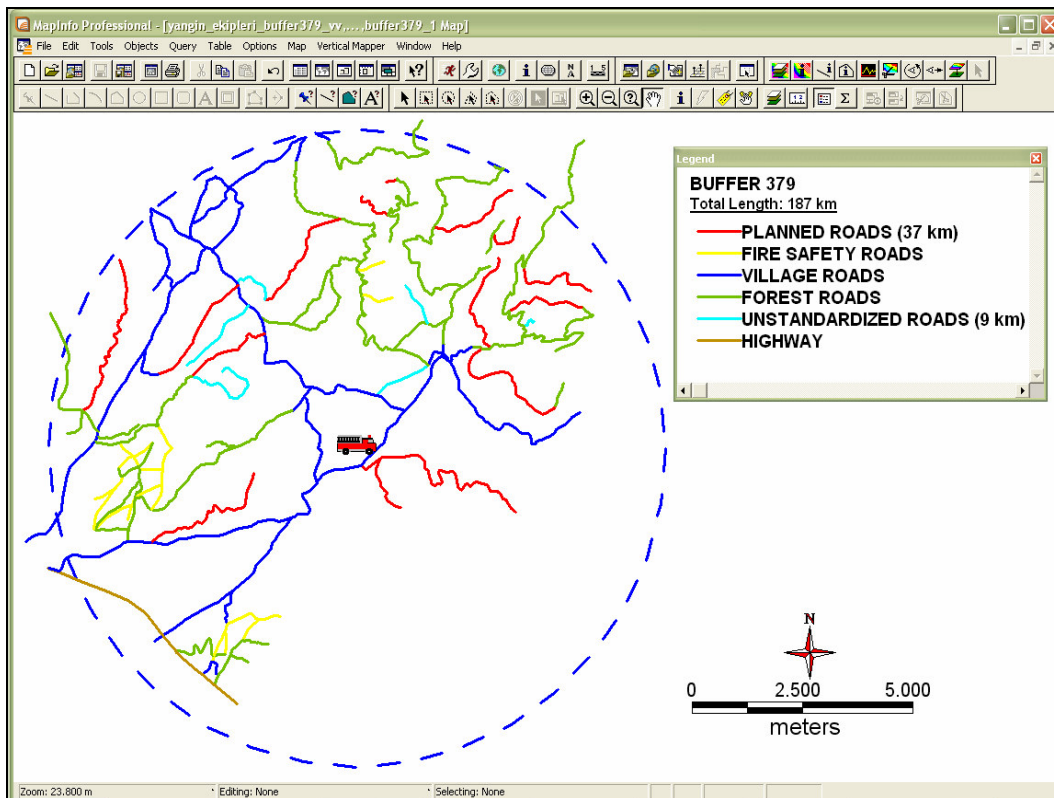 MapInfo Professional - [yangin_ekipleri_buffer379_vv,...,buffer379_1 Map]
File Edit Tools Objects Query Table Options Map Vertical Mapper Window Help
Legend
BUFFER 379
Total Length: 187 km
PLANNED ROADS (37 km)
FIRE SAFETY ROADS
VILLAGE ROADS
FOREST ROADS
UNSTANDARDIZED ROADS (9 km)
HIGHWAY
N
0 2.500 5.000
meters
Zoom: 23.800 m Editing: None Selecting: None